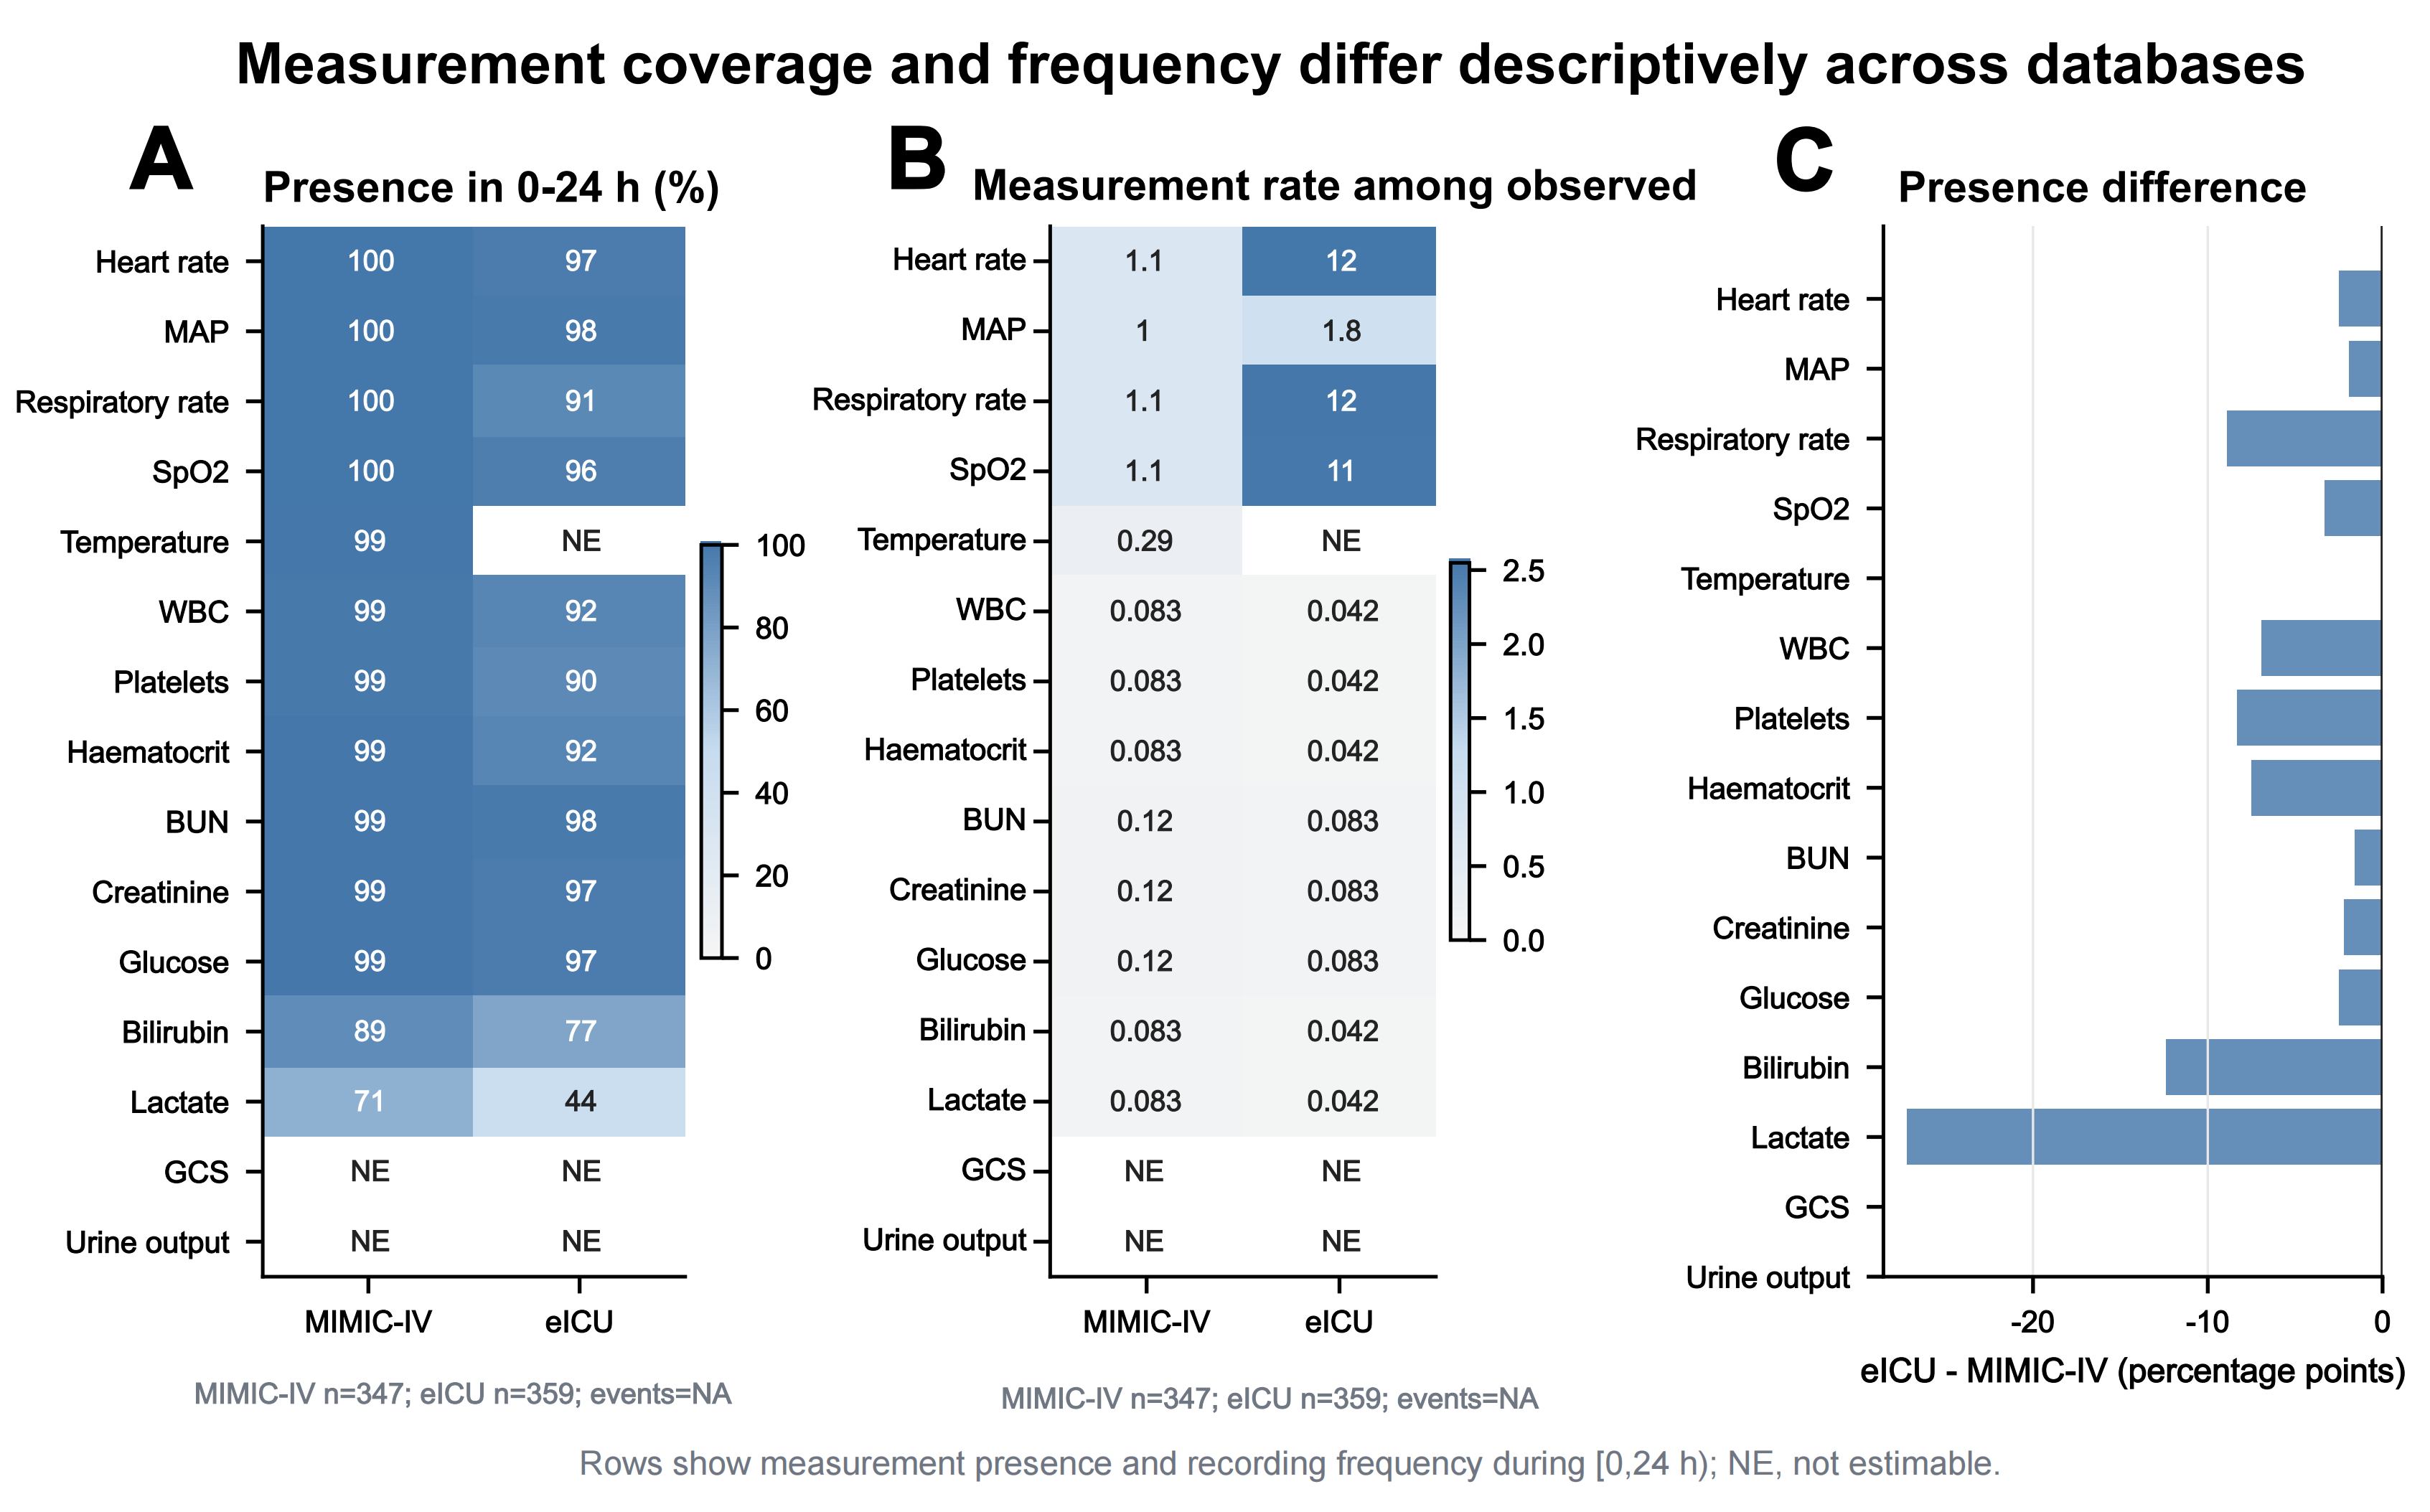 Measurement coverage and frequency differ descriptively across databases
A
Presence in 0-24 h (%)
Heart rate 100 97
MAP 100 98
Respiratory rate 100 91
SpO2 100 96
Temperature 99 NE
WBC 99 92
Platelets 99 90
Haematocrit 99 92
BUN 99 98
Creatinine 99 97
Glucose 99 97
Bilirubin 89 77
Lactate 71 44
GCS NE NE
Urine output NE NE
MIMIC-IV eICU
100
80
60
40
20
0
MIMIC-IV n=347; eICU n=359; events=NA
B
Measurement rate among observed
Heart rate 1.1 12
MAP 1 1.8
Respiratory rate 1.1 12
SpO2 1.1 11
Temperature 0.29 NE
WBC 0.083 0.042
Platelets 0.083 0.042
Haematocrit 0.083 0.042
BUN 0.12 0.083
Creatinine 0.12 0.083
Glucose 0.12 0.083
Bilirubin 0.083 0.042
Lactate 0.083 0.042
GCS NE NE
Urine output NE NE
MIMIC-IV eICU
2.5
2.0
1.5
1.0
0.5
0.0
MIMIC-IV n=347; eICU n=359; events=NA
C
Presence difference
Heart rate
MAP
Respiratory rate
SpO2
Temperature
WBC
Platelets
Haematocrit
BUN
Creatinine
Glucose
Bilirubin
Lactate
GCS
Urine output
-20 -10 0
eICU - MIMIC-IV (percentage points)
Rows show measurement presence and recording frequency during [0,24 h); NE, not estimable.